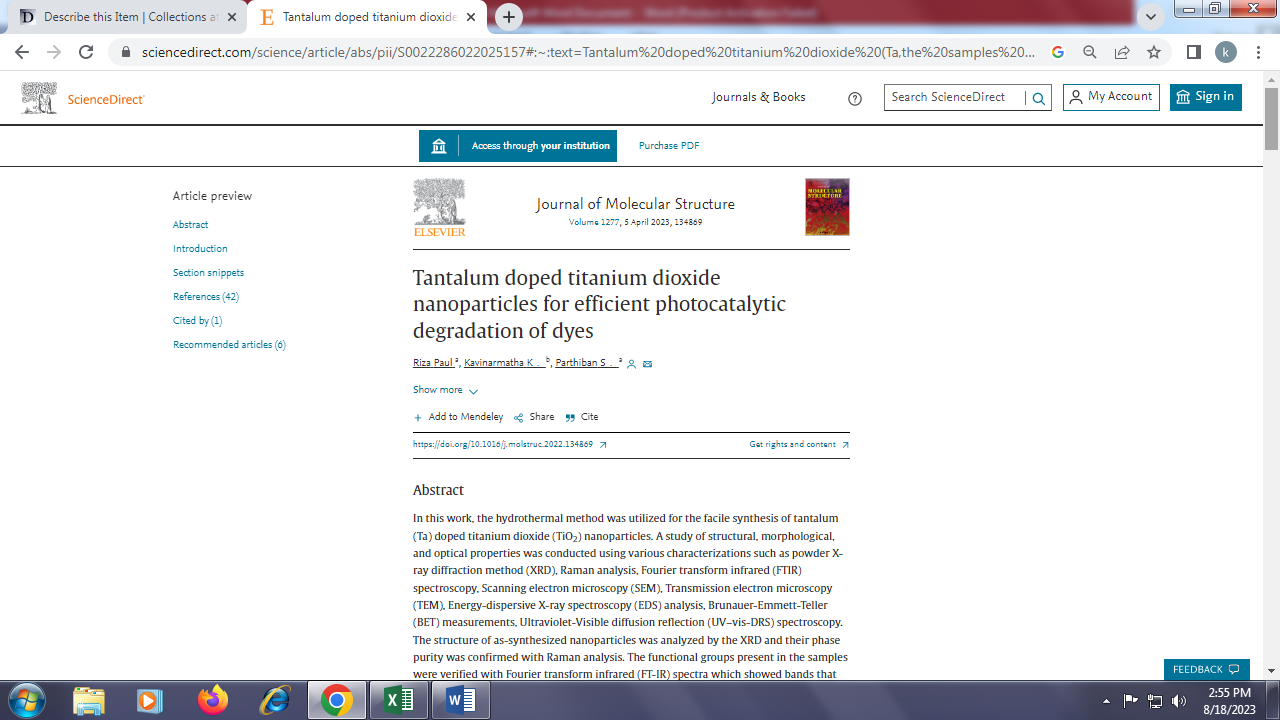 Describe this Item | Collections at
Tantalum doped titanium dioxide
sciencedirect.com/science/article/abs/pii/S0022286022025157#:~:text=Tantalum%20doped%20titanium%20dioxide%20(Ta,the%20samples%20...
k
ScienceDirect
Journals & Books
Search ScienceDirect
My Account
Sign in
Access through your institution
Purchase PDF
Article preview
Abstract
Introduction
Section snippets
References (42)
Cited by (1)
Recommended articles (6)
ELSEVIER
Journal of Molecular Structure
Volume 1277, 5 April 2023, 134869
MOLECULAR
STRUCTURE
Tantalum doped titanium dioxide
nanoparticles for efficient photocatalytic
degradation of dyes
Riza Paul a, Kavinarmatha K . b, Parthiban S . a
Show more
Add to Mendeley
Share
Cite
https://doi.org/10.1016/j.molstruc.2022.134869
Get rights and content
Abstract
In this work, the hydrothermal method was utilized for the facile synthesis of tantalum
(Ta) doped titanium dioxide (TiO2) nanoparticles. A study of structural, morphological,
and optical properties was conducted using various characterizations such as powder X-
ray diffraction method (XRD), Raman analysis, Fourier transform infrared (FTIR)
spectroscopy, Scanning electron microscopy (SEM), Transmission electron microscopy
(TEM), Energy-dispersive X-ray spectroscopy (EDS) analysis, Brunauer-Emmett-Teller
(BET) measurements, Ultraviolet-Visible diffusion reflection (UV–vis-DRS) spectroscopy.
The structure of as-synthesized nanoparticles was analyzed by the XRD and their phase
purity was confirmed with Raman analysis. The functional groups present in the samples
were verified with Fourier transform infrared (FT-IR) spectra which showed bands that
FEEDBACK
2:55 PM
8/18/2023